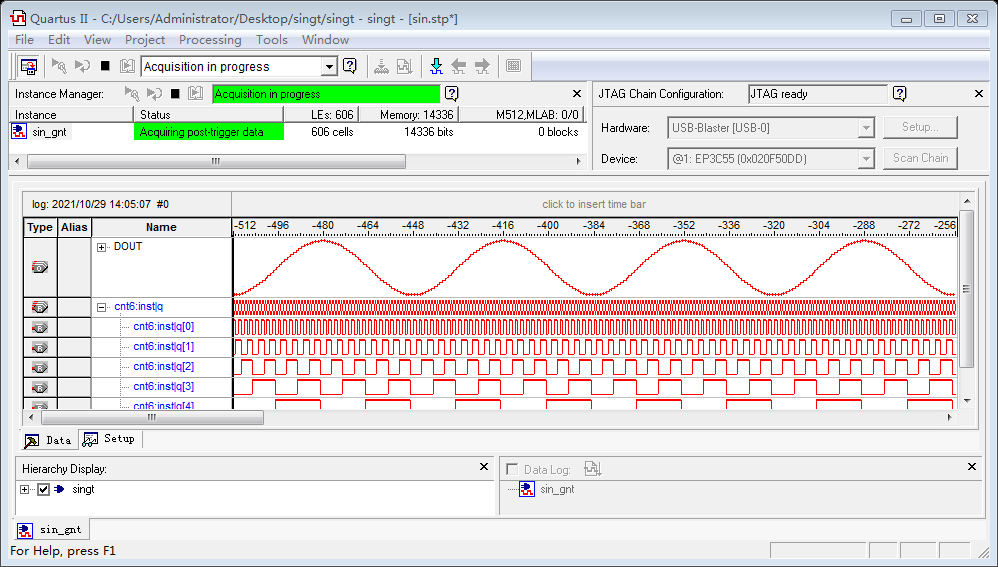 Quartus II - C:/Users/Administrator/Desktop/singt/singt - singt - [sin.stp*]
File Edit View Project Processing Tools Window
Acquisition in progress
Instance Manager: Acquisition in progress
JTAG Chain Configuration: JTAG ready
Instance Status LEs: 606 Memory: 14336 M512,MLAB: 0/0
sin_gnt Acquiring post-trigger data 606 cells 14336 bits 0 blocks
Hardware: USB-Blaster [USB-0] Setup...
Device: @1: EP3C55 (0x020F50DD) Scan Chain
log: 2021/10/29 14:05:07 #0 click to insert time bar
Type Alias Name -512 -496 -480 -464 -448 -432 -416 -400 -384 -368 -352 -336 -320 -304 -288 -272 -256
DOUT
cnt6:inst|q
cnt6:inst|q[0]
cnt6:inst|q[1]
cnt6:inst|q[2]
cnt6:inst|q[3]
cnt6:inst|q[4]
Data Setup
Hierarchy Display:
singt
Data Log:
sin_gnt
sin_gnt
For Help, press F1